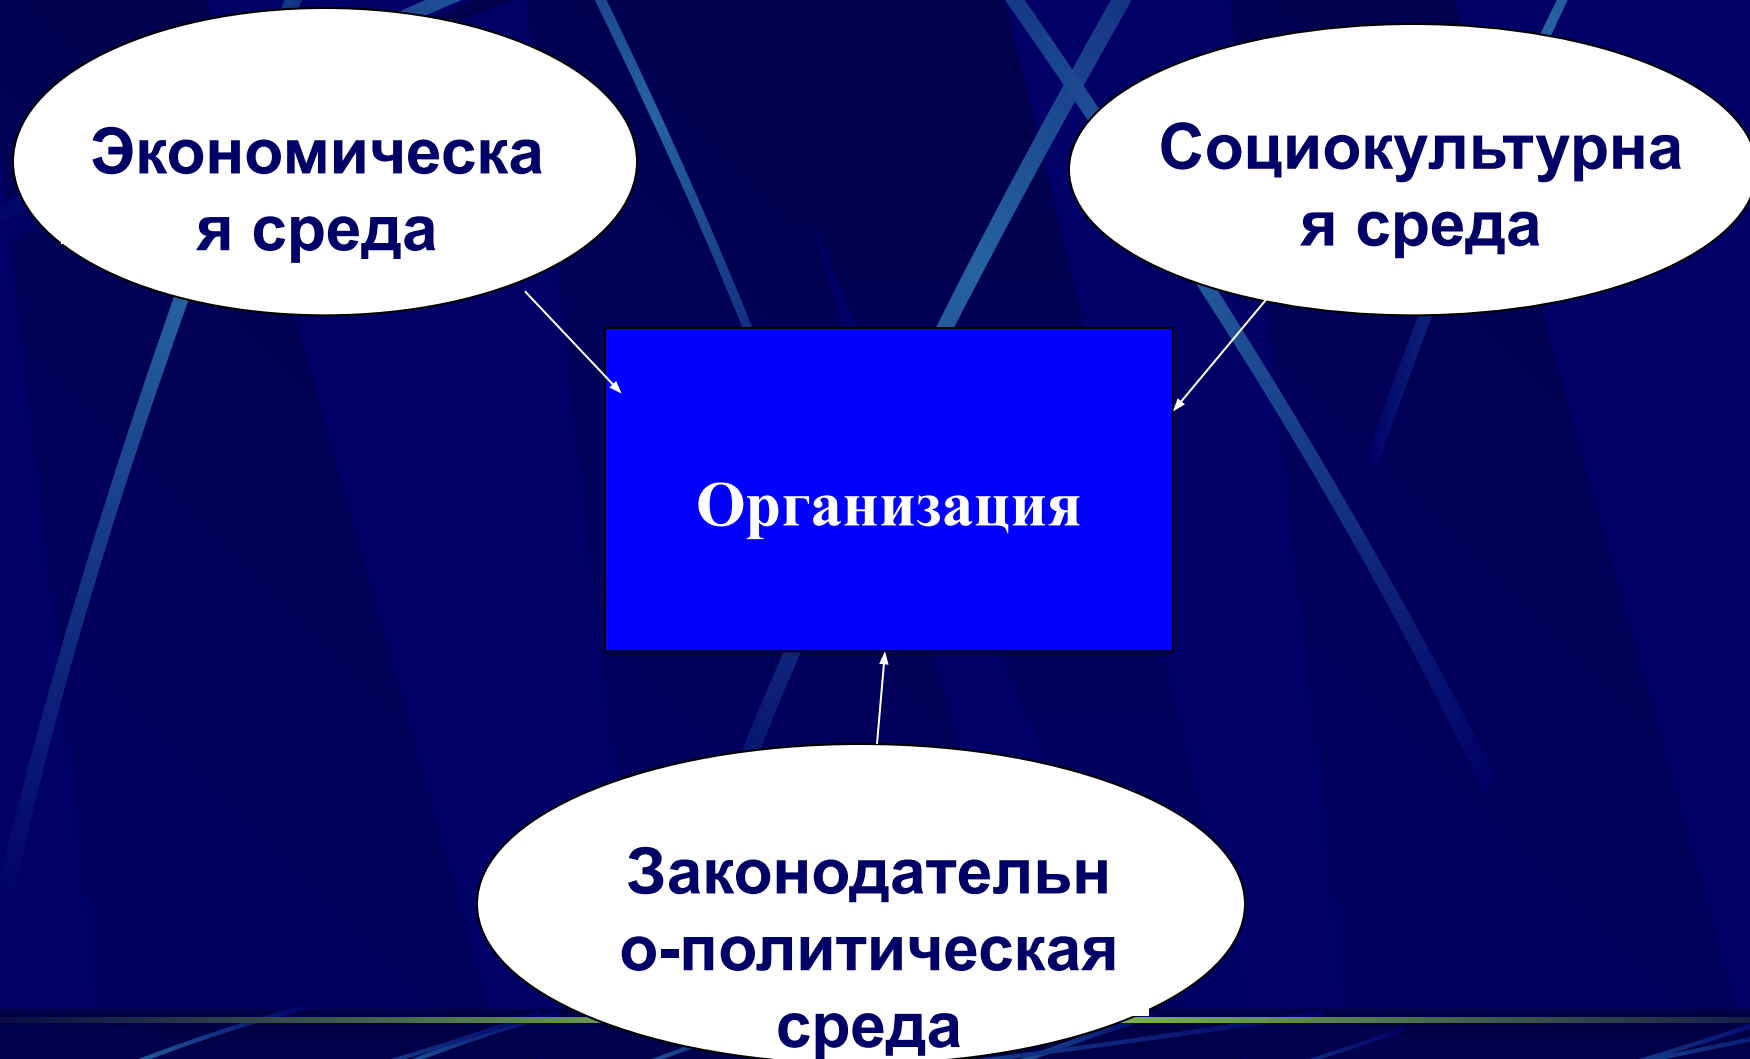 Экономическа
я среда
Социокультурна
я среда
Организация
Законодательн
о-политическая
среда